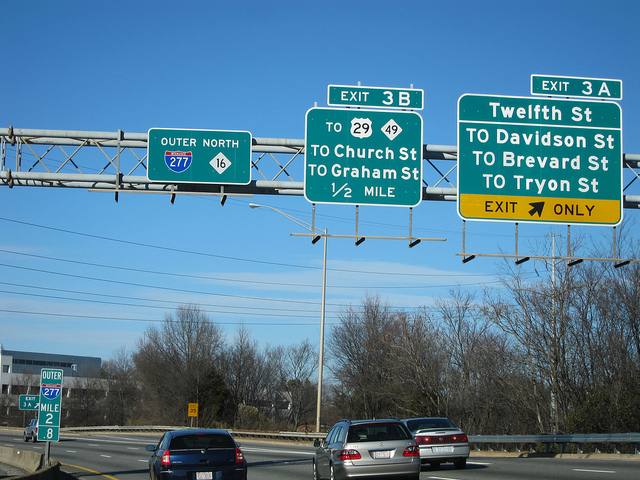 OUTER NORTH
277 16
EXIT 3B
TO 29 49
TO Church St
TO Graham St
1/2 MILE
EXIT 3A
Twelfth St
TO Davidson St
TO Brevard St
TO Tryon St
EXIT ONLY
OUTER
277
MILE
2
8
EXIT
3A